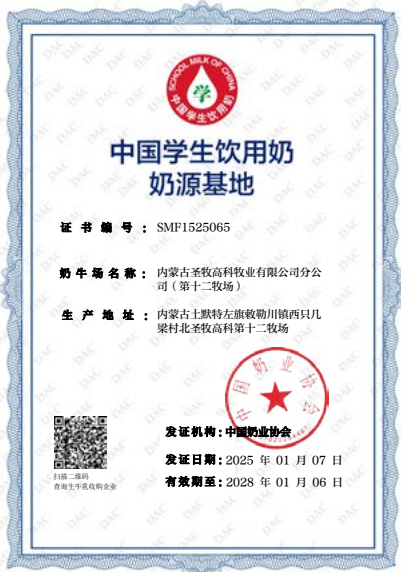 SCHOOL MILK OF CHINA
学
中国学生饮用奶
中国学生饮用奶
奶源基地
证书编号： SMF1525065
奶牛场名称： 内蒙古圣牧高科牧业有限公司分公
司（第十二牧场）
生产地址： 内蒙古土默特左旗敕勒川镇西只几
梁村北圣牧高科第十二牧场
中国奶业协会
发证机构: 中国奶业协会
发证日期: 2025 年 01 月 07 日
有效期至: 2028 年 01 月 06 日
扫描二维码
查询生牛乳收购企业
DAC